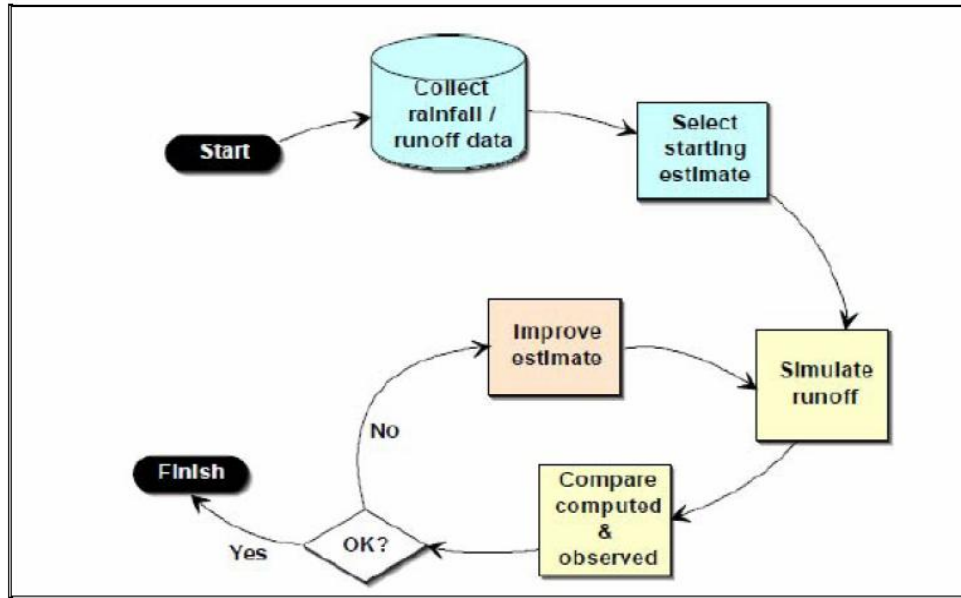 Start
Collect
rainfall /
runoff data
Select
starting
estimate
Simulate
runoff
Compare
computed
&
observed
OK?
No
Improve
estimate
Yes
Finish